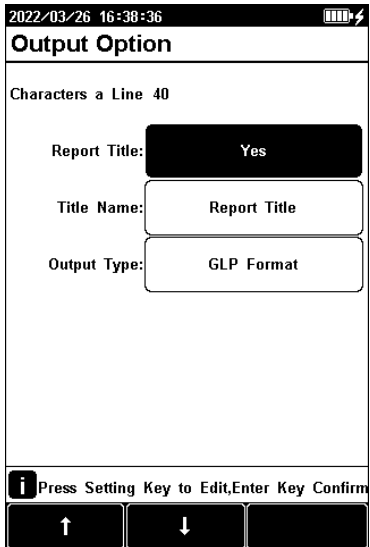 2022/03/26 16:38:36
Output Option
Characters a Line 40
Report Title: Yes
Title Name: Report Title
Output Type: GLP Format
i Press Setting Key to Edit,Enter Key Confirm
↑ ↓